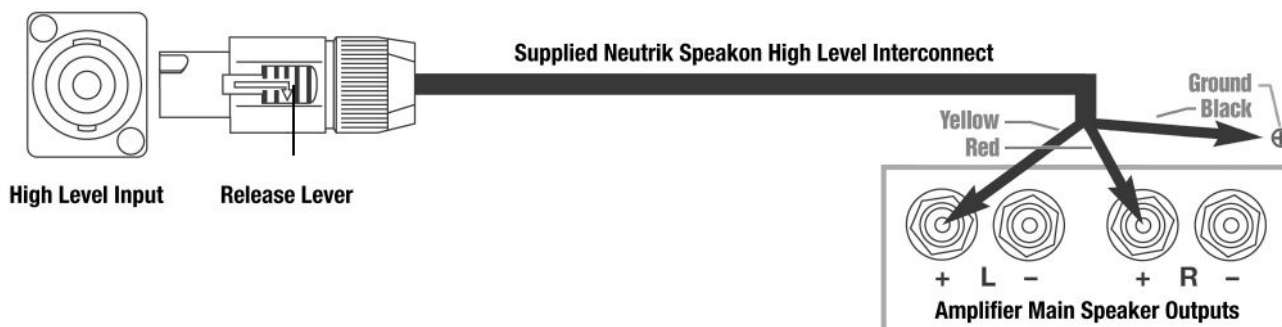 Supplied Neutrik Speakon High Level Interconnect
Ground
Black
Yellow
Red
High Level Input
Release Lever
+ L − + R −
Amplifier Main Speaker Outputs